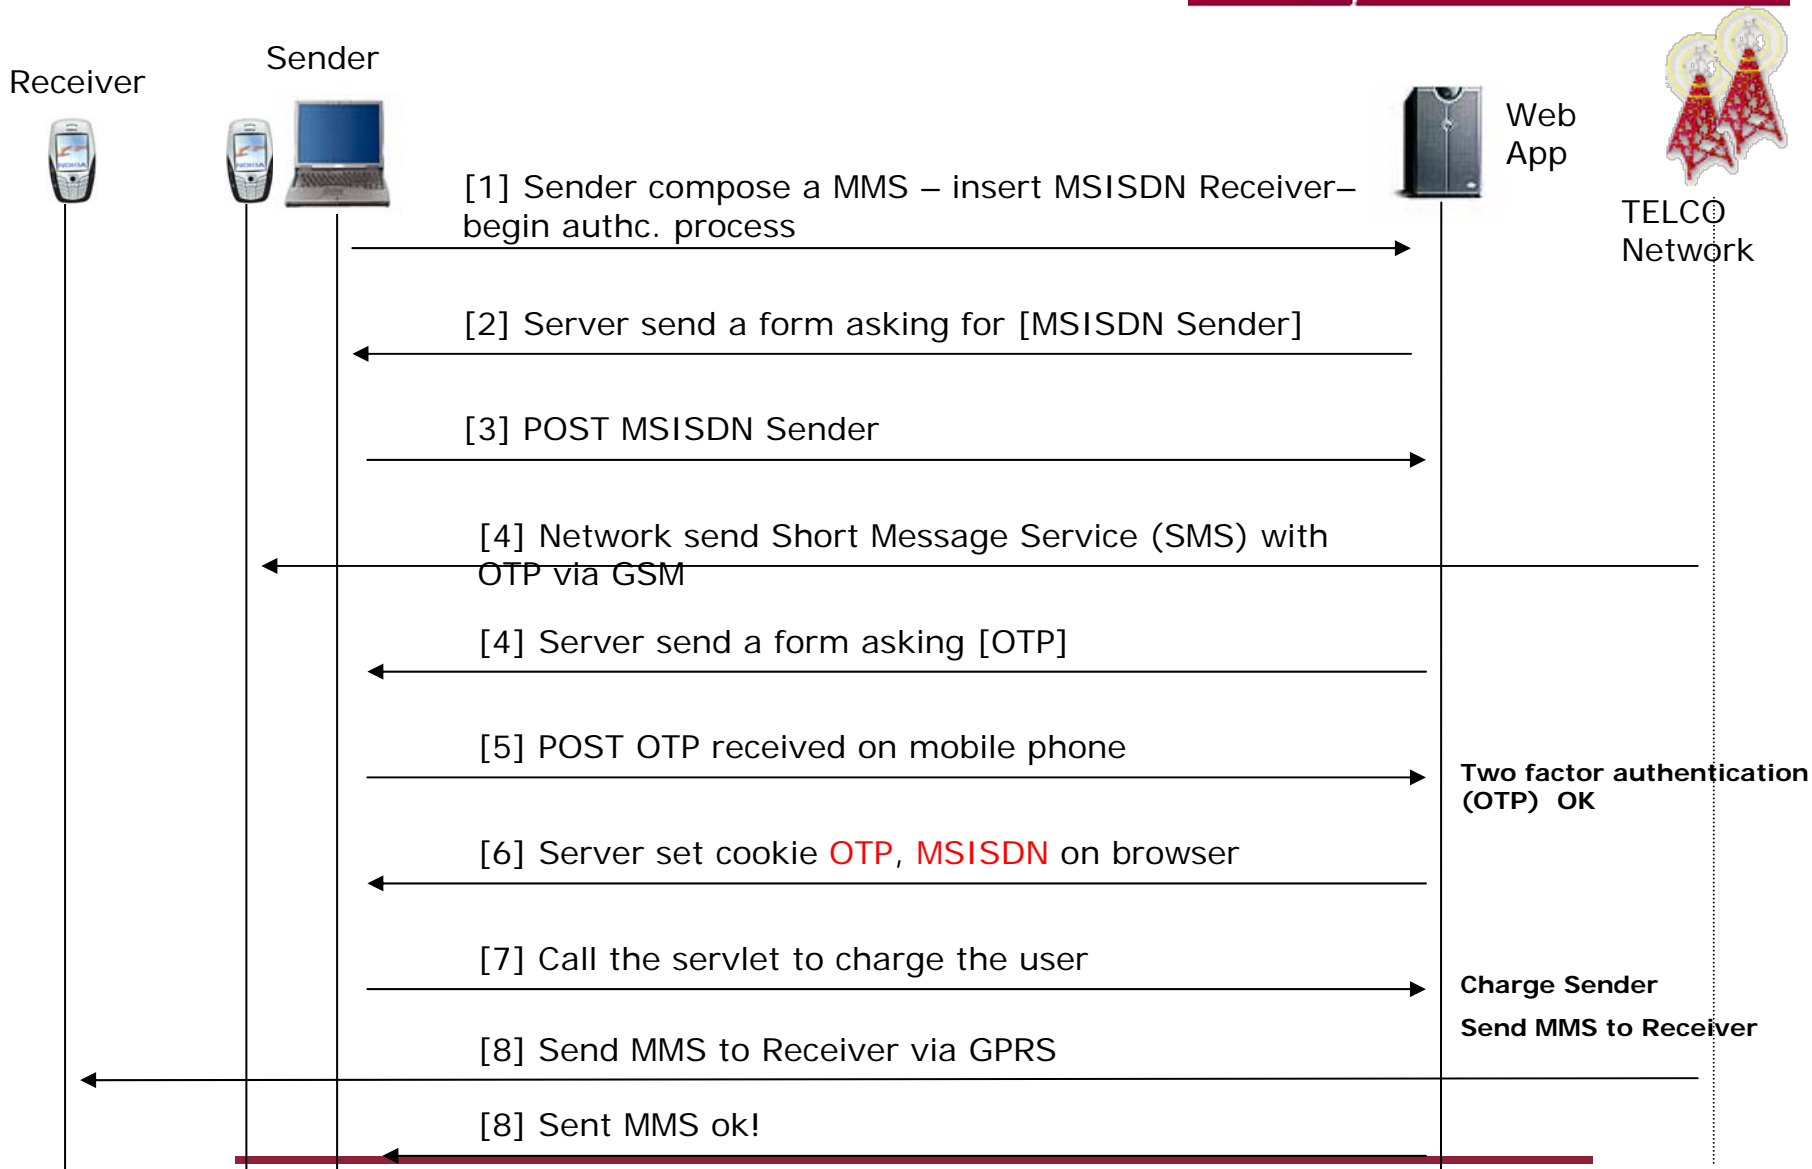 Receiver
Sender
NOKIA
NOKIA
Web
App
TELCO
Network
[1] Sender compose a MMS – insert MSISDN Receiver–
begin authc. process
[2] Server send a form asking for [MSISDN Sender]
[3] POST MSISDN Sender
[4] Network send Short Message Service (SMS) with
OTP via GSM
[4] Server send a form asking [OTP]
[5] POST OTP received on mobile phone
Two factor authentication
(OTP) OK
[6] Server set cookie OTP, MSISDN on browser
[7] Call the servlet to charge the user
Charge Sender
Send MMS to Receiver
[8] Send MMS to Receiver via GPRS
[8] Sent MMS ok!